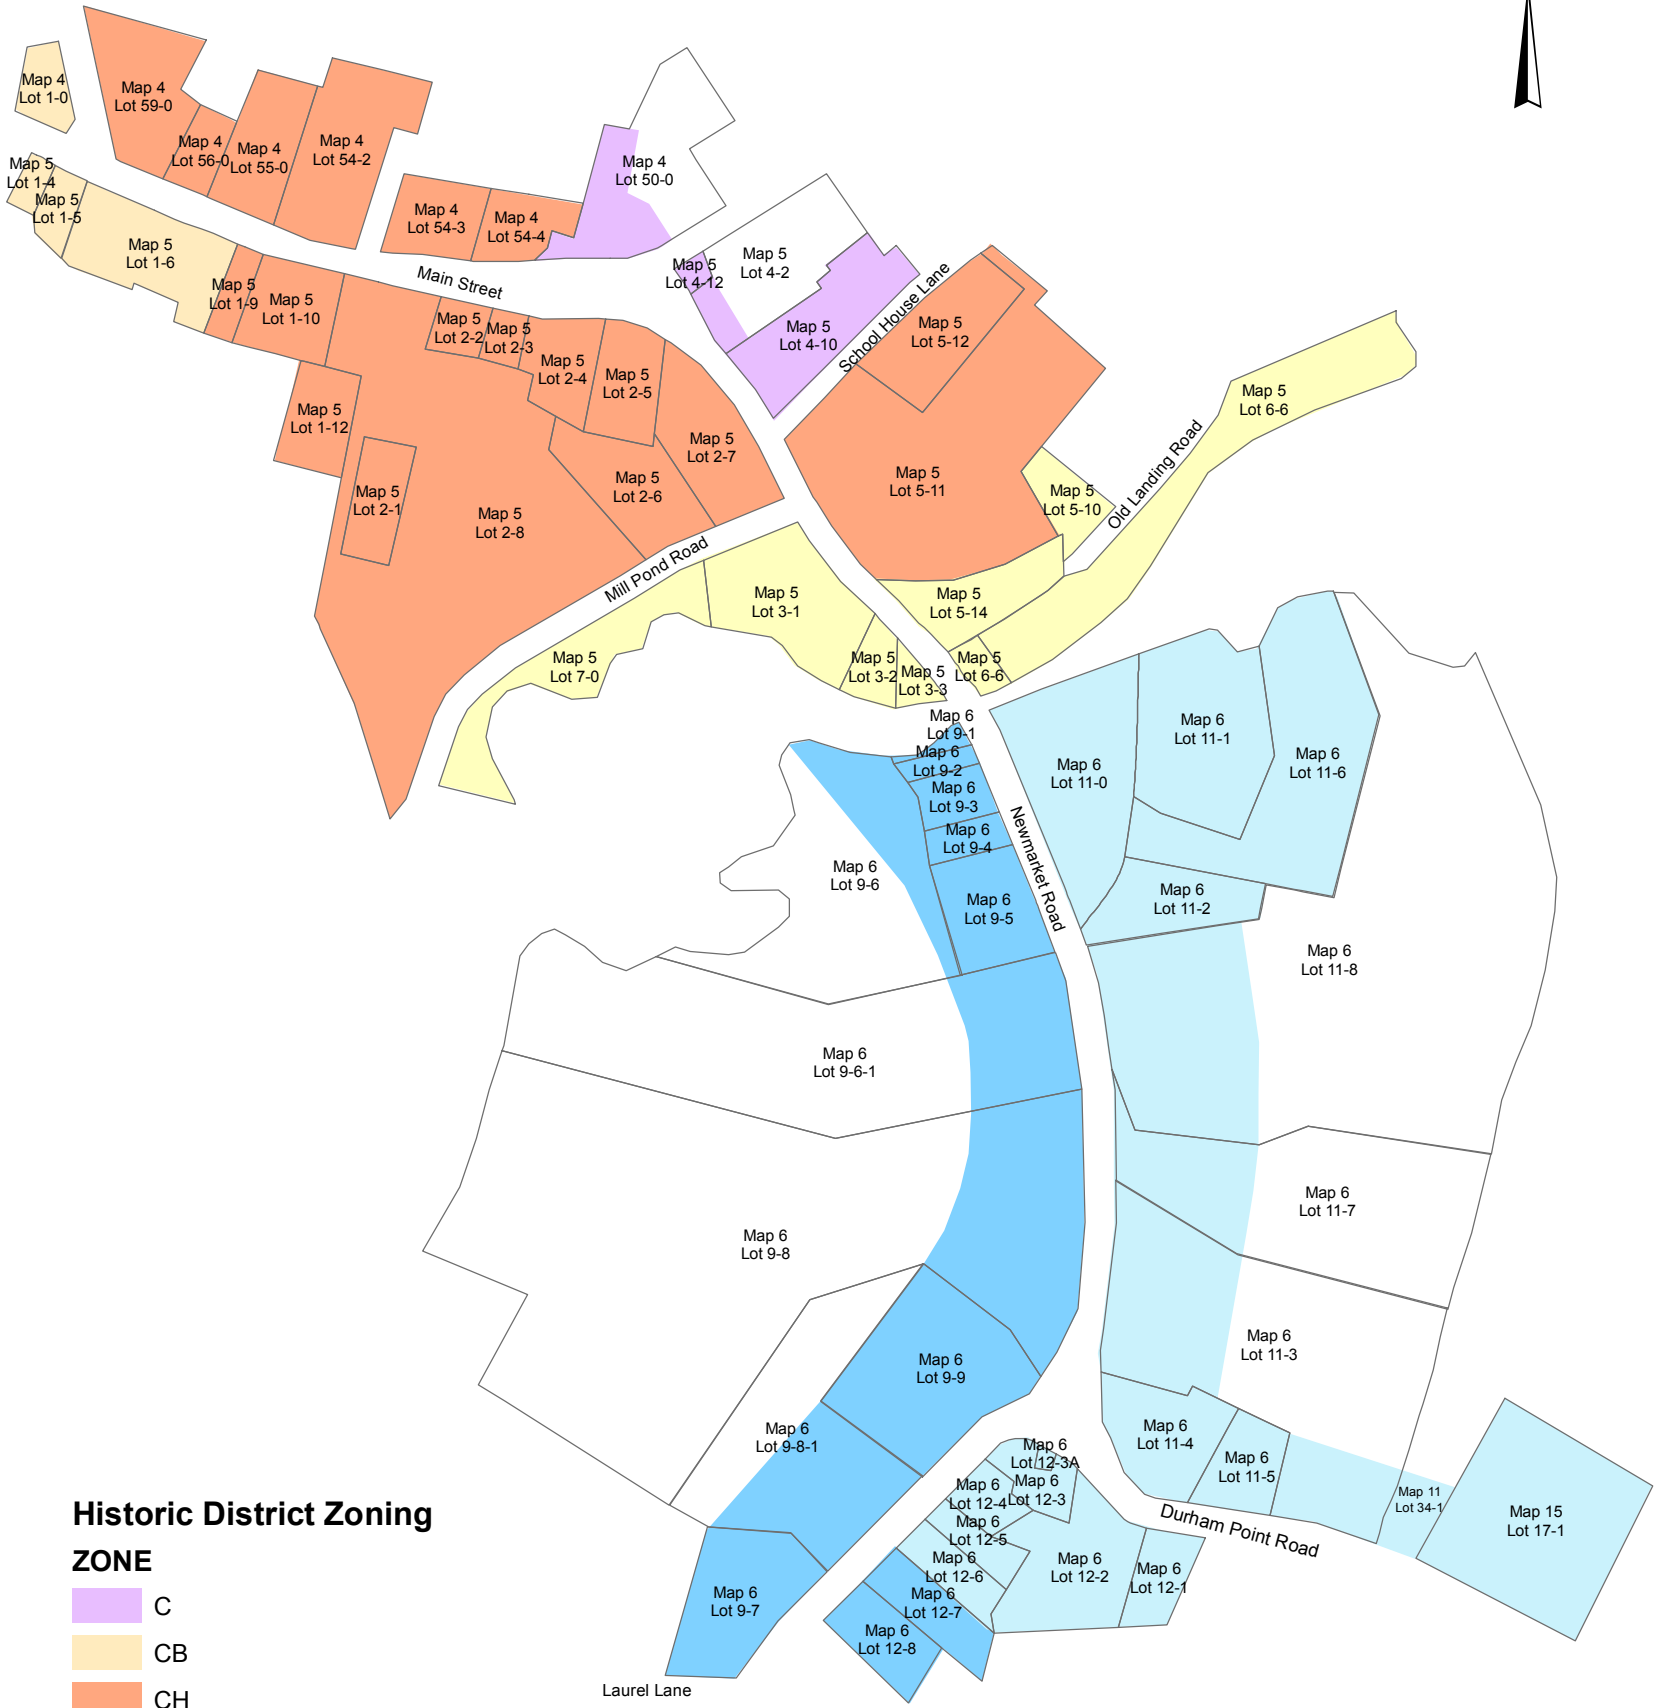 Map 4
Lot 1-0
Map 4
Lot 59-0
Map 4
Lot 56-0
Map 4
Lot 55-0
Map 4
Lot 54-2
Map 4
Lot 54-3
Map 4
Lot 54-4
Map 4
Lot 50-0
Map 5
Lot 1-4
Map 5
Lot 1-5
Map 5
Lot 1-6
Map 5
Lot 1-9
Map 5
Lot 1-10
Main Street
Map 5
Lot 4-12
Map 5
Lot 4-2
Map 5
Lot 4-10
School House Lane
Map 5
Lot 5-12
Map 5
Lot 2-2
Map 5
Lot 2-3
Map 5
Lot 2-4
Map 5
Lot 2-5
Map 5
Lot 1-12
Map 5
Lot 2-7
Map 5
Lot 6-6
Map 5
Lot 2-1
Map 5
Lot 2-8
Map 5
Lot 2-6
Map 5
Lot 5-11
Map 5
Lot 5-10
Old Landing Road
Mill Pond Road
Map 5
Lot 3-1
Map 5
Lot 5-14
Map 5
Lot 7-0
Map 5
Lot 3-2
Map 5
Lot 3-3
Map 5
Lot 6-6
Map 6
Lot 9-1
Map 6
Lot 9-2
Map 6
Lot 9-3
Map 6
Lot 9-4
Map 6
Lot 9-5
Map 6
Lot 9-6
Newmarket Road
Map 6
Lot 11-0
Map 6
Lot 11-1
Map 6
Lot 11-6
Map 6
Lot 11-2
Map 6
Lot 11-8
Map 6
Lot 9-6-1
Map 6
Lot 9-8
Map 6
Lot 11-7
Map 6
Lot 11-3
Map 6
Lot 9-9
Map 6
Lot 9-8-1
Map 6
Lot 11-4
Map 6
Lot 11-5
Map 11
Lot 34-1
Map 15
Lot 17-1
Durham Point Road
Map 6
Lot 12-3A
Map 6
Lot 12-3
Map 6
Lot 12-4
Map 6
Lot 12-5
Map 6
Lot 12-6
Map 6
Lot 12-2
Map 6
Lot 12-1
Map 6
Lot 12-7
Map 6
Lot 12-8
Map 6
Lot 9-7
Laurel Lane
Historic District Zoning
ZONE
C
CB
CH